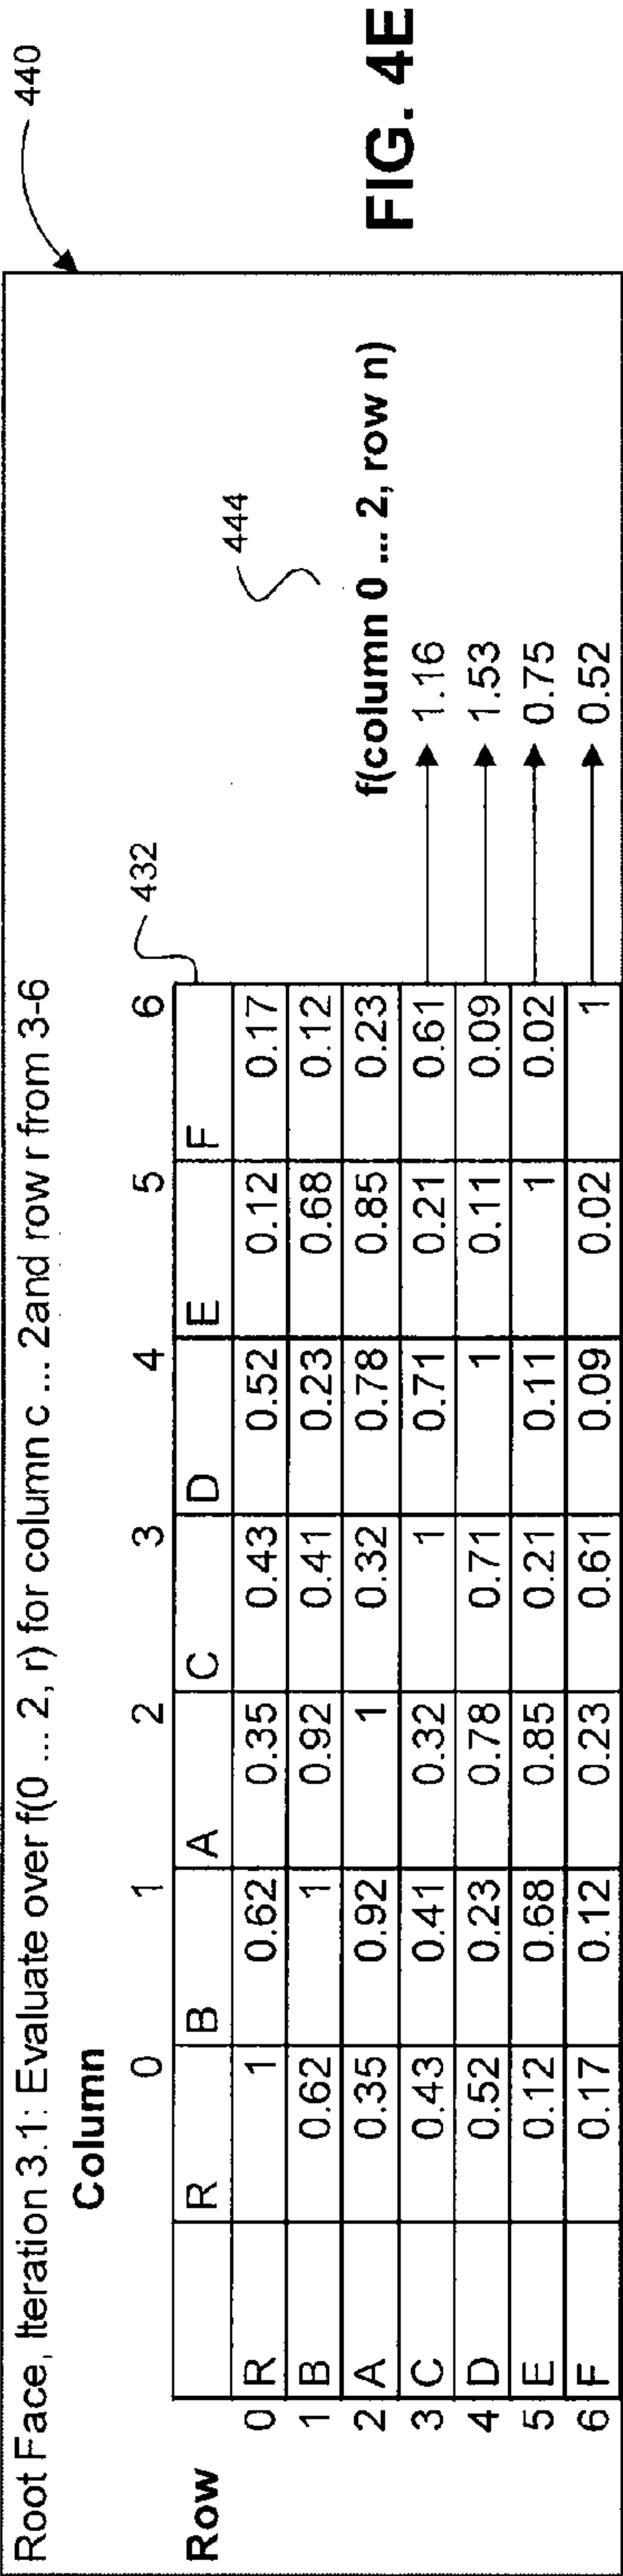 Root Face, Iteration 3.1: Evaluate over f(0 ... 2, r) for column c ... 2and row r from 3-6
440
Column
0 1 2 3 4 5 6
432
Row
R B A C D E F
0 R 1 0.62 0.35 0.43 0.52 0.12 0.17
1 B 0.62 1 0.92 0.41 0.23 0.68 0.12
444
2 A 0.35 0.92 1 0.32 0.78 0.85 0.23
f(column 0 ... 2, row n)
3 C 0.43 0.41 0.32 1 0.71 0.21 0.61 1.16
4 D 0.52 0.23 0.78 0.71 1 0.11 0.09 1.53
5 E 0.12 0.68 0.85 0.21 0.11 1 0.02 0.75
6 F 0.17 0.12 0.23 0.61 0.09 0.02 1 0.52
FIG. 4E